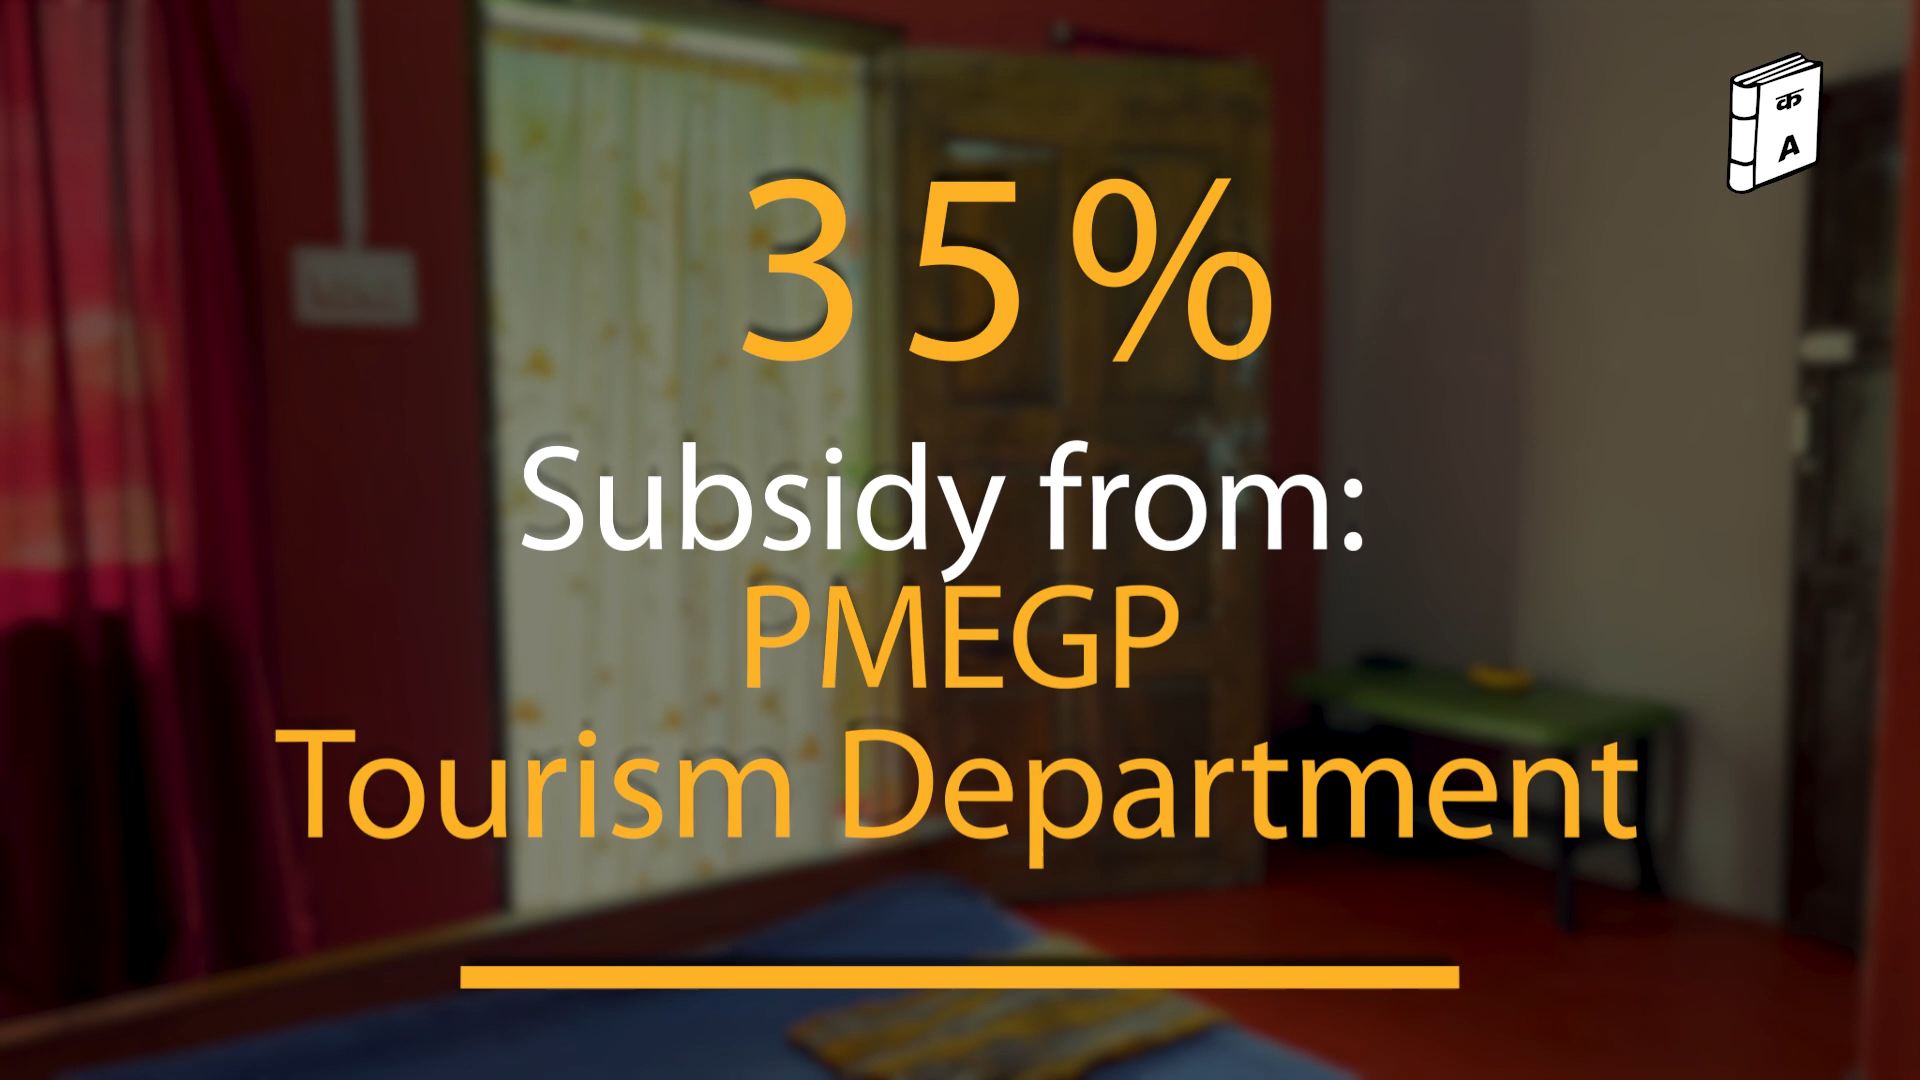 35%
Subsidy from:
PMEGP
Tourism Department
क
A